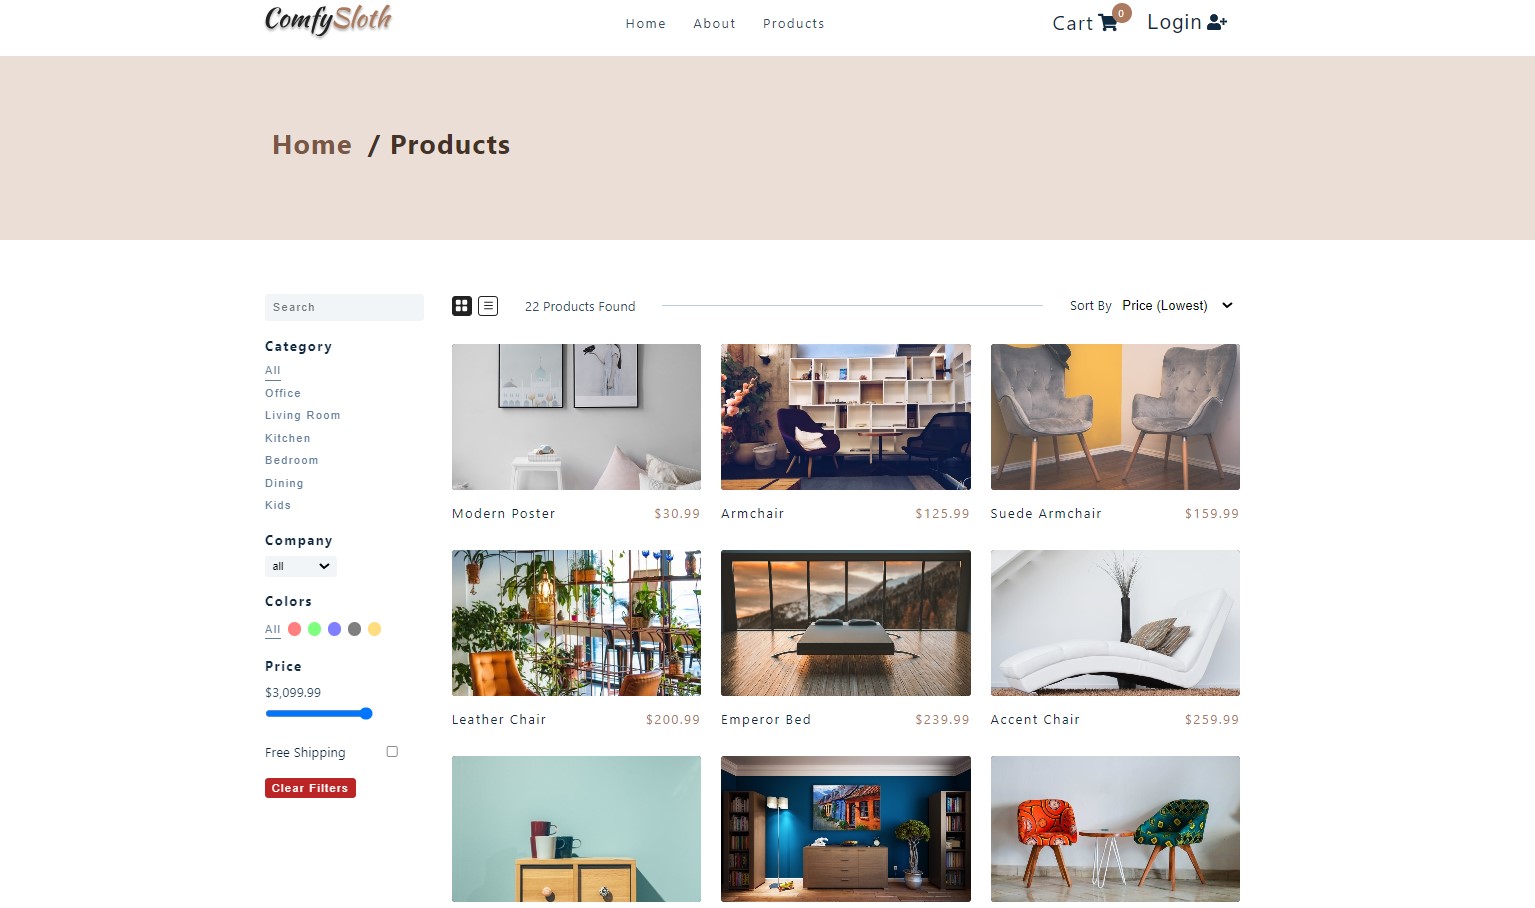 ComfySloth
Home About Products
Cart 0 Login
Home / Products
Search
22 Products Found
Sort By Price (Lowest)
Category
All
Office
Living Room
Kitchen
Bedroom
Dining
Kids
Company
all
Colors
All
Price
$3,099.99
Free Shipping
Clear Filters
Modern Poster $30.99
Armchair $125.99
Suede Armchair $159.99
Leather Chair $200.99
Emperor Bed $239.99
Accent Chair $259.99